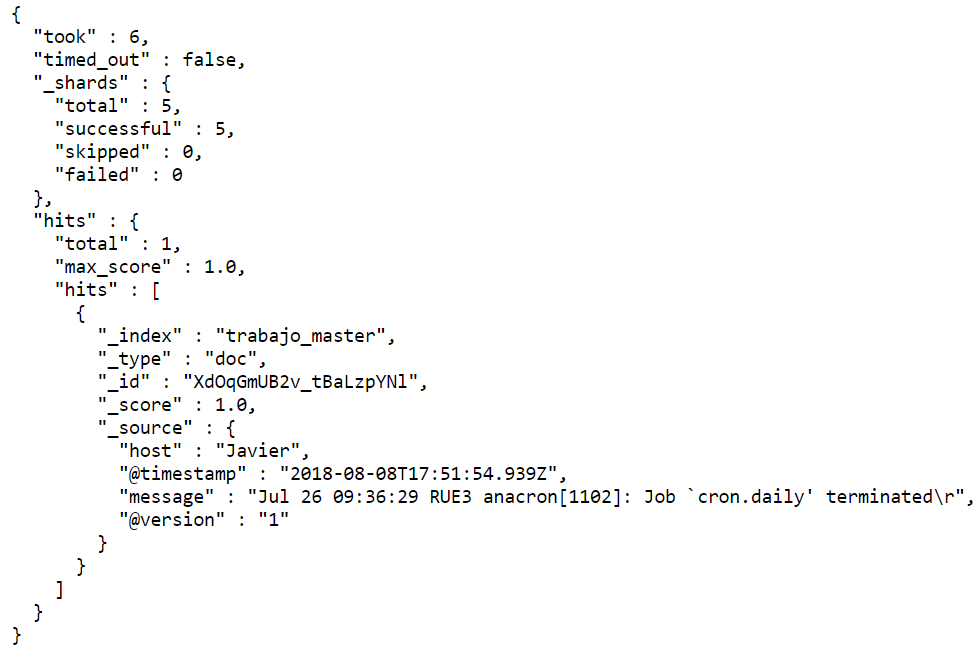 {
  "took" : 6,
  "timed_out" : false,
  "_shards" : {
    "total" : 5,
    "successful" : 5,
    "skipped" : 0,
    "failed" : 0
  },
  "hits" : {
    "total" : 1,
    "max_score" : 1.0,
    "hits" : [
      {
        "_index" : "trabajo_master",
        "_type" : "doc",
        "_id" : "XdOqGmUB2v_tBaLzpYNl",
        "_score" : 1.0,
        "_source" : {
          "host" : "Javier",
          "@timestamp" : "2018-08-08T17:51:54.939Z",
          "message" : "Jul 26 09:36:29 RUE3 anacron[1102]: Job `cron.daily' terminated\r",
          "@version" : "1"
        }
      }
    ]
  }
}